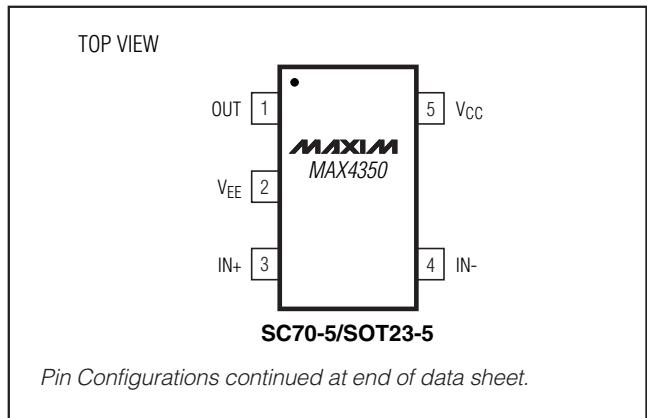 TOP VIEW
OUT 1
5 VCC
MAXIM
MAX4350
VEE 2
IN+ 3
4 IN-
SC70-5/SOT23-5
Pin Configurations continued at end of data sheet.